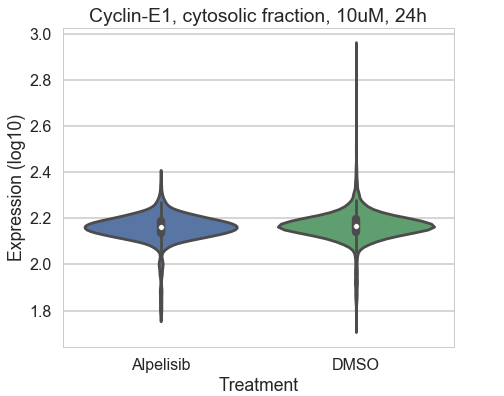 Cyclin-E1, cytosolic fraction, 10uM, 24h
Expression (log10)
3.0
2.8
2.6
2.4
2.2
2.0
1.8
Alpelisib DMSO
Treatment